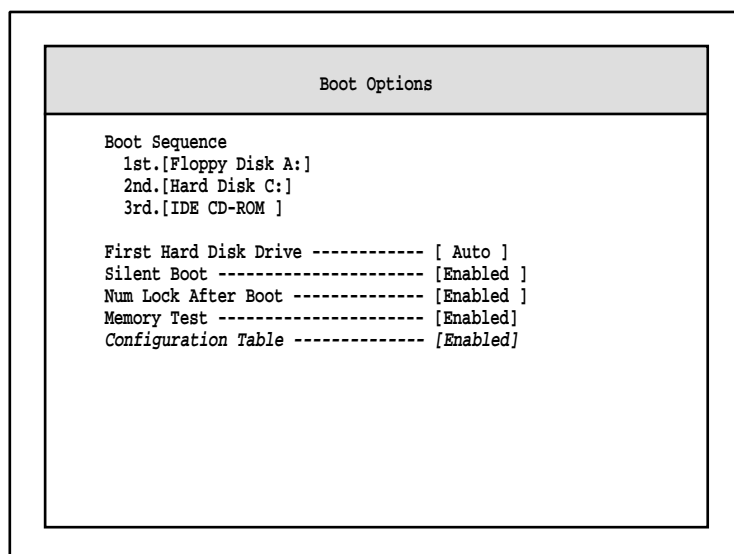 Boot Options
Boot Sequence
1st.[Floppy Disk A:]
2nd.[Hard Disk C:]
3rd.[IDE CD-ROM ]
First Hard Disk Drive ------------ [ Auto ]
Silent Boot ---------------------- [Enabled ]
Num Lock After Boot -------------- [Enabled ]
Memory Test ---------------------- [Enabled]
Configuration Table -------------- [Enabled]